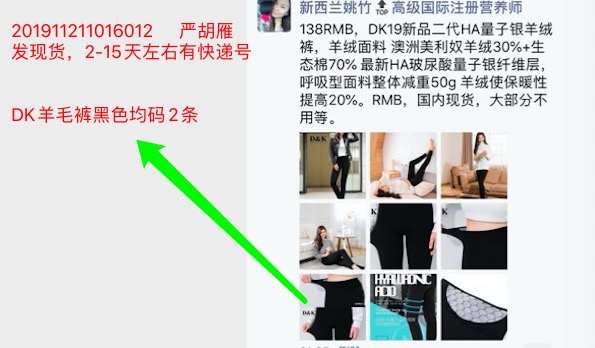 201911211016012 严胡雁
发现货，2-15天左右有快递号
DK羊毛裤黑色均码2条
新西兰姚竹 TOP 高级国际注册营养师
138RMB，DK19新品二代HA量子银羊绒
裤，羊绒面料 澳洲美利奴羊绒30%+生
态棉70% 最新HA玻尿酸量子银纤维层，
呼吸型面料整体减重50g 羊绒使保暖性
提高20%。RMB，国内现货，大部分不
用等。
D&K
K
K
D&K
HYALURONIC
ACID